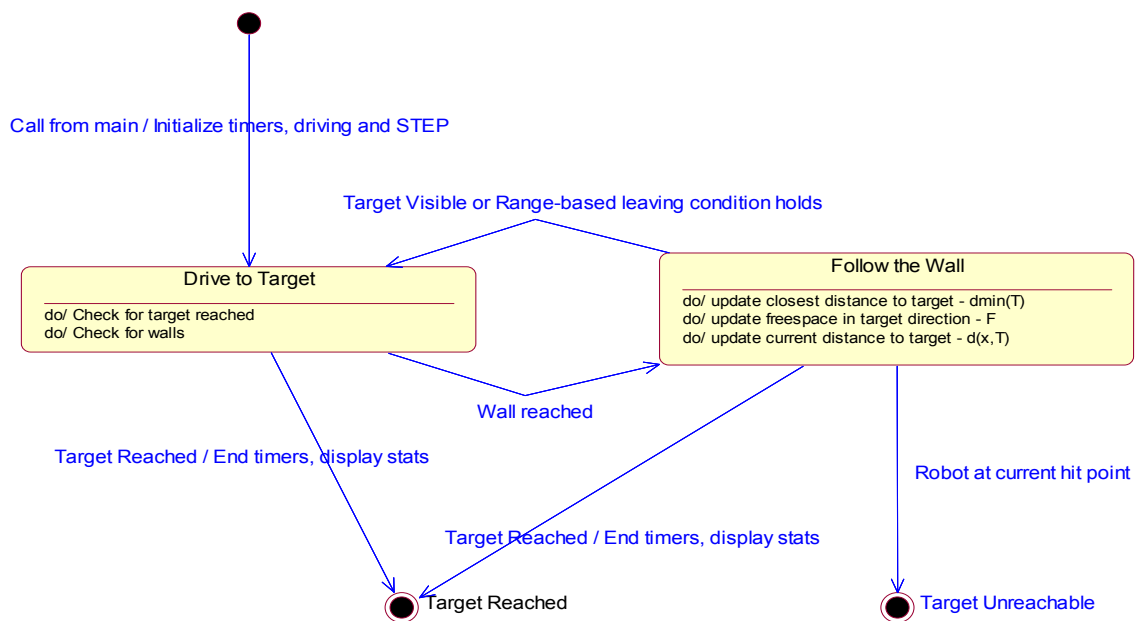 Call from main / Initialize timers, driving and STEP
Target Visible or Range-based leaving condition holds
Drive to Target
do/ Check for target reached
do/ Check for walls
Follow the Wall
do/ update closest distance to target - dmin(T)
do/ update freespace in target direction - F
do/ update current distance to target - d(x,T)
Wall reached
Target Reached / End timers, display stats
Robot at current hit point
Target Reached / End timers, display stats
Target Reached
Target Unreachable